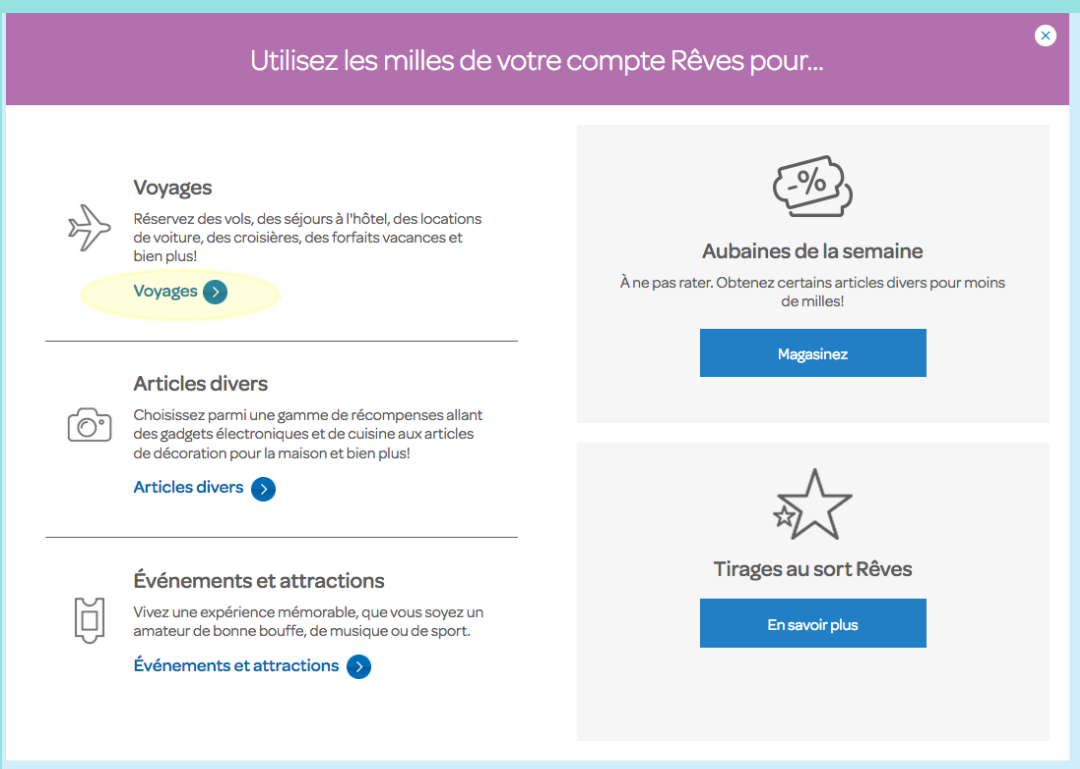 Utilisez les milles de votre compte Rêves pour...
Voyages
Réservez des vols, des séjours à l'hôtel, des locations
de voiture, des croisières, des forfaits vacances et
bien plus!
Voyages
Articles divers
Choisissez parmi une gamme de récompenses allant
des gadgets électroniques et de cuisine aux articles
de décoration pour la maison et bien plus!
Articles divers
Événements et attractions
Vivez une expérience mémorable, que vous soyez un
amateur de bonne bouffe, de musique ou de sport.
Événements et attractions
-%
Aubaines de la semaine
À ne pas rater. Obtenez certains articles divers pour moins
de milles!
Magasinez
Tirages au sort Rêves
En savoir plus